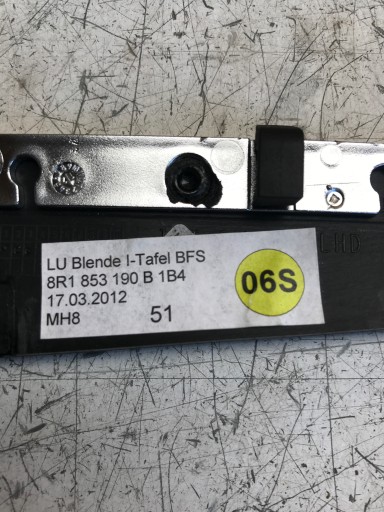 LU Blende I-Tafel BFS
8R1 853 190 B 1B4
17.03.2012
MH8 51
06S